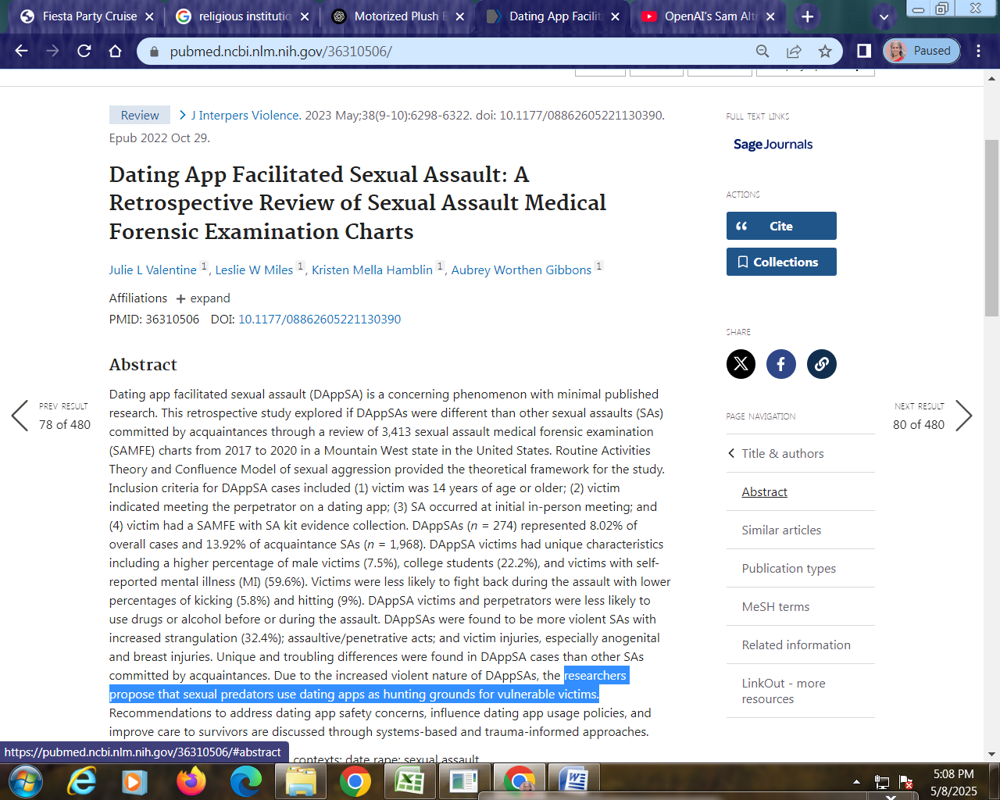 Fiesta Party Cruise
religious institutio
Motorized Plush E
Dating App Facilit
OpenAI's Sam Altm
pubmed.ncbi.nlm.nih.gov/36310506/
Paused
Review
J Interpers Violence. 2023 May;38(9-10):6298-6322. doi: 10.1177/08862605221130390.
Epub 2022 Oct 29.
Dating App Facilitated Sexual Assault: A
Retrospective Review of Sexual Assault Medical
Forensic Examination Charts
Julie L Valentine 1, Leslie W Miles 1, Kristen Mella Hamblin 1, Aubrey Worthen Gibbons 1
Affiliations + expand
PMID: 36310506 DOI: 10.1177/08862605221130390
Abstract
Dating app facilitated sexual assault (DAppSA) is a concerning phenomenon with minimal published
research. This retrospective study explored if DAppSAs were different than other sexual assaults (SAs)
committed by acquaintances through a review of 3,413 sexual assault medical forensic examination
(SAMFE) charts from 2017 to 2020 in a Mountain West state in the United States. Routine Activities
Theory and Confluence Model of sexual aggression provided the theoretical framework for the study.
Inclusion criteria for DAppSA cases included (1) victim was 14 years of age or older; (2) victim
indicated meeting the perpetrator on a dating app; (3) SA occurred at initial in-person meeting; and
(4) victim had a SAMFE with SA kit evidence collection. DAppSAs (n = 274) represented 8.02% of
overall cases and 13.92% of acquaintance SAs (n = 1,968). DAppSA victims had unique characteristics
including a higher percentage of male victims (7.5%), college students (22.2%), and victims with self-
reported mental illness (MI) (59.6%). Victims were less likely to fight back during the assault with lower
percentages of kicking (5.8%) and hitting (9%). DAppSA victims and perpetrators were less likely to
use drugs or alcohol before or during the assault. DAppSAs were found to be more violent SAs with
increased strangulation (32.4%); assaultive/penetrative acts; and victim injuries, especially anogenital
and breast injuries. Unique and troubling differences were found in DAppSA cases than other SAs
committed by acquaintances. Due to the increased violent nature of DAppSAs, the researchers
propose that sexual predators use dating apps as hunting grounds for vulnerable victims.
Recommendations to address dating app safety concerns, influence dating app usage policies, and
improve care to survivors are discussed through systems-based and trauma-informed approaches.
contexts; date rape; sexual assault
PREV RESULT
78 of 480
NEXT RESULT
80 of 480
FULL TEXT LINKS
Sage Journals
ACTIONS
Cite
Collections
SHARE
PAGE NAVIGATION
Title & authors
Abstract
Similar articles
Publication types
MeSH terms
Related information
LinkOut - more
resources
https://pubmed.ncbi.nlm.nih.gov/36310506/#abstract
5:08 PM
5/8/2025